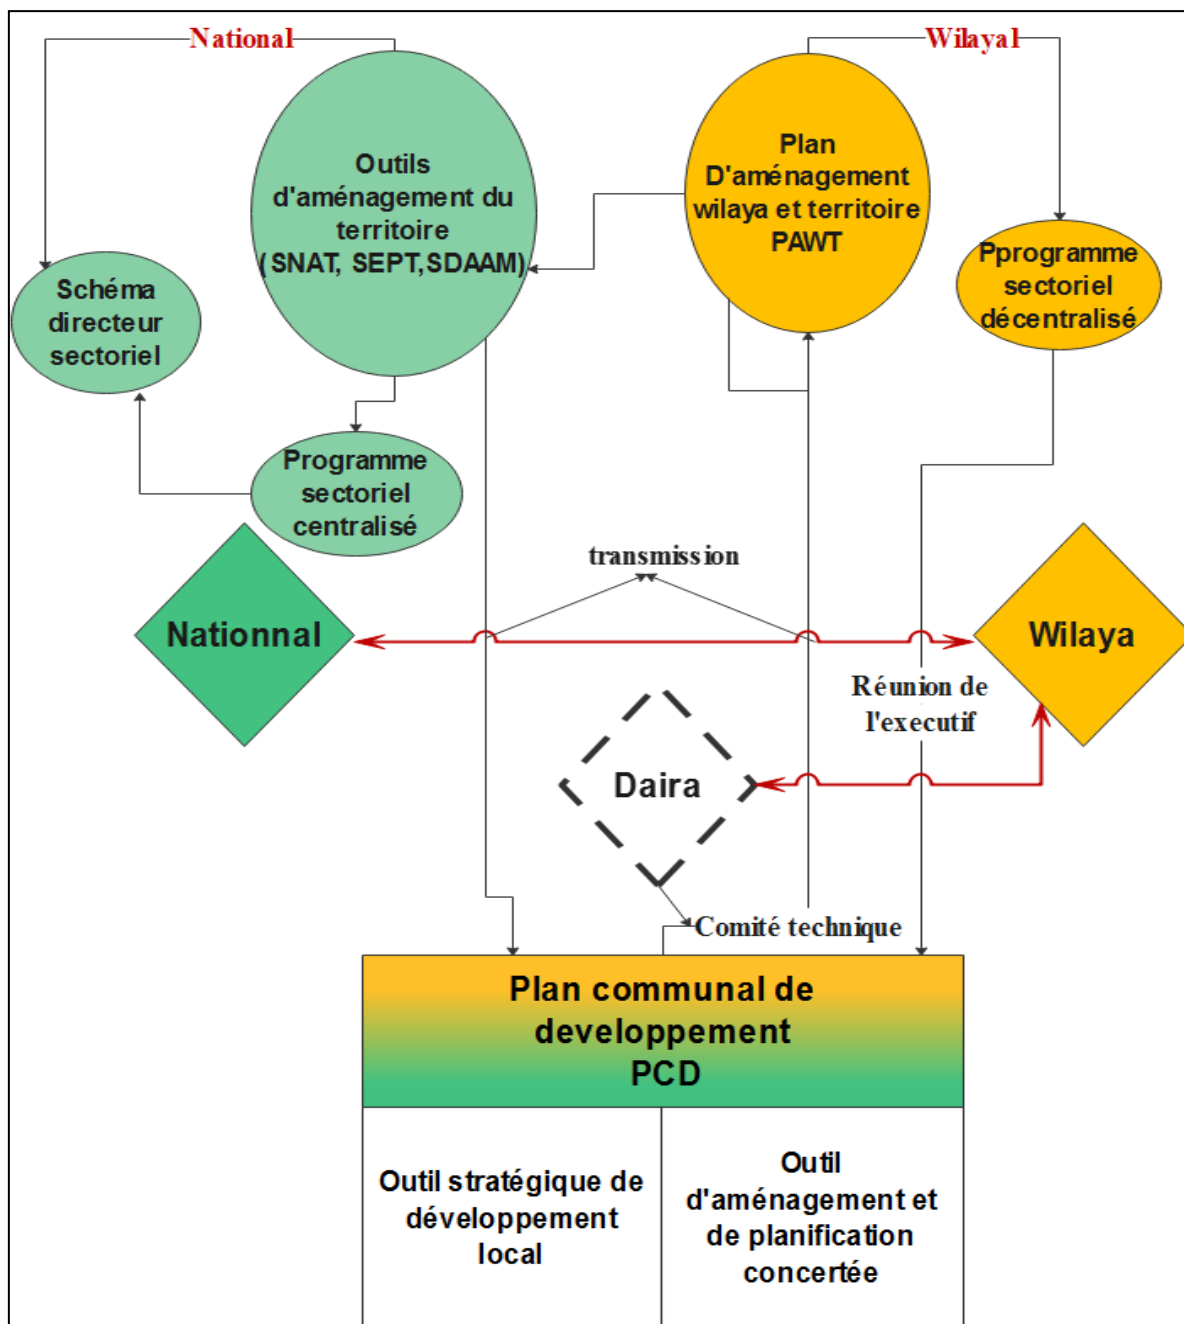 National
Wilayal
Outils
d'aménagement du
territoire
(SNAT, SEPT,SDAAM)
Plan
D'aménagement
wilaya et territoire
PAWT
Schéma
directeur
sectoriel
Pprogramme
sectoriel
décentralisé
Programme
sectoriel
centralisé
transmission
Nationnal
Wilaya
Réunion de
l'executif
Daira
Comité technique
Plan communal de
developpement
PCD
Outil stratégique de
développement
local
Outil
d'aménagement et
de planification
concertée